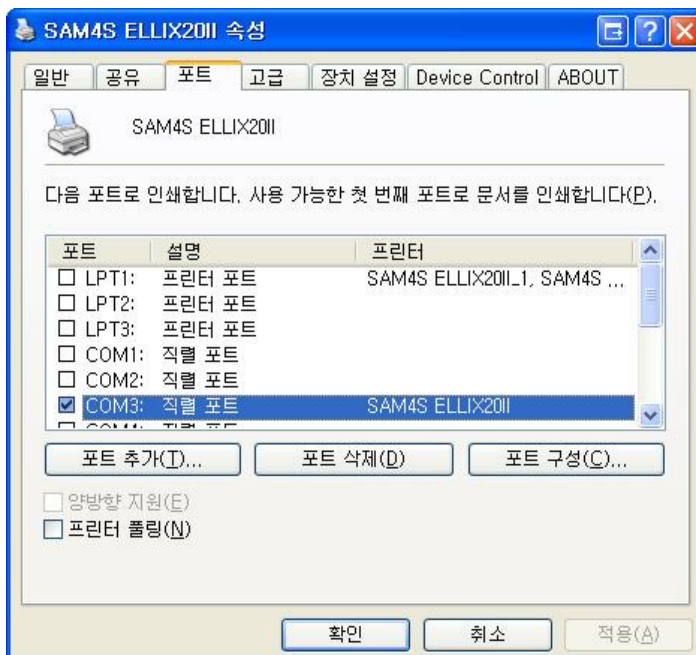 SAM4S ELLIX20II 속성
일반 공유 포트 고급 장치 설정 Device Control ABOUT
SAM4S ELLIX20II
다음 포트로 인쇄합니다. 사용 가능한 첫 번째 포트로 문서를 인쇄합니다(P).
포트 설명 프린터
LPT1: 프린터 포트 SAM4S ELLIX20II_1, SAM4S ...
LPT2: 프린터 포트
LPT3: 프린터 포트
COM1: 직렬 포트
COM2: 직렬 포트
COM3: 직렬 포트 SAM4S ELLIX20II
포트 추가(T)... 포트 삭제(D) 포트 구성(C)...
양방향 지원(E)
프린터 풀링(N)
확인 취소 적용(A)